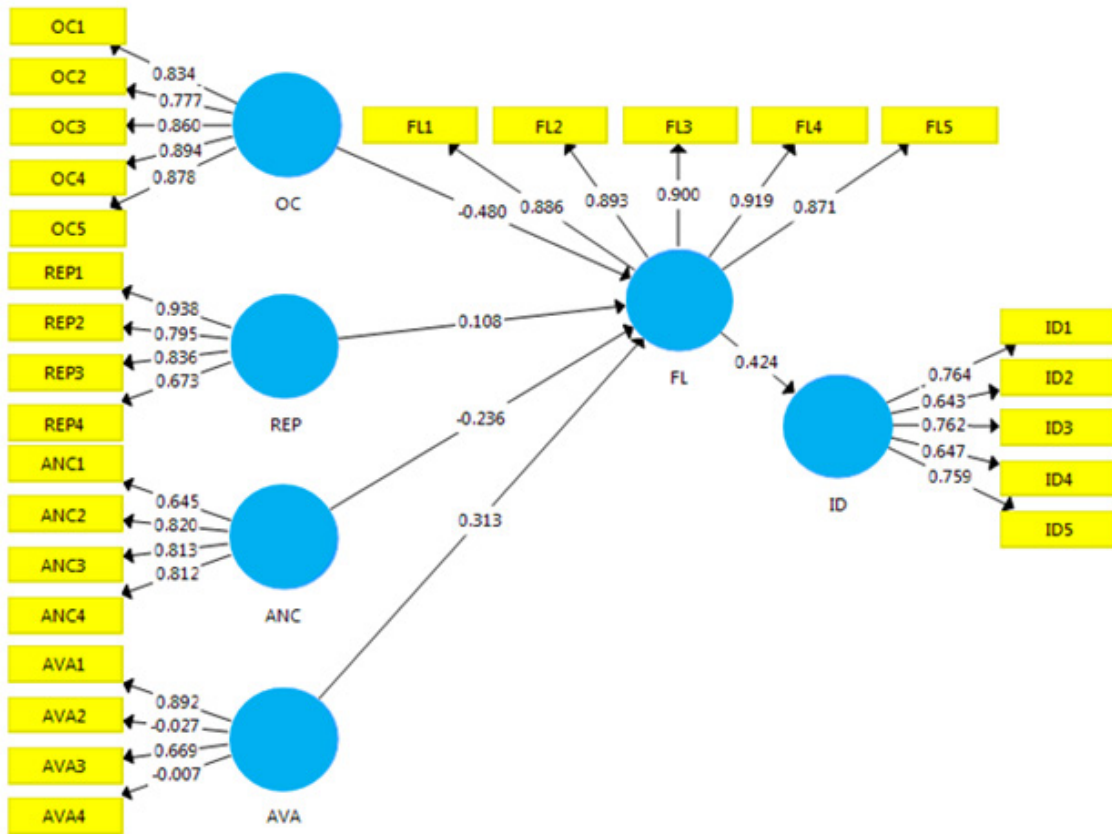 OC1
OC2
OC3
OC4
OC5
0.834
0.777
0.860
0.894
0.878
OC
REP1
REP2
REP3
REP4
0.938
0.795
0.836
0.673
REP
ANC1
ANC2
ANC3
ANC4
0.645
0.820
0.813
0.812
ANC
AVA1
AVA2
AVA3
AVA4
0.892
-0.027
0.669
-0.007
AVA
FL1
FL2
FL3
FL4
FL5
0.886
0.893
0.900
0.919
0.871
-0.480
0.108
-0.236
0.313
FL
0.424
ID
0.764
0.643
0.762
0.647
0.759
ID1
ID2
ID3
ID4
ID5